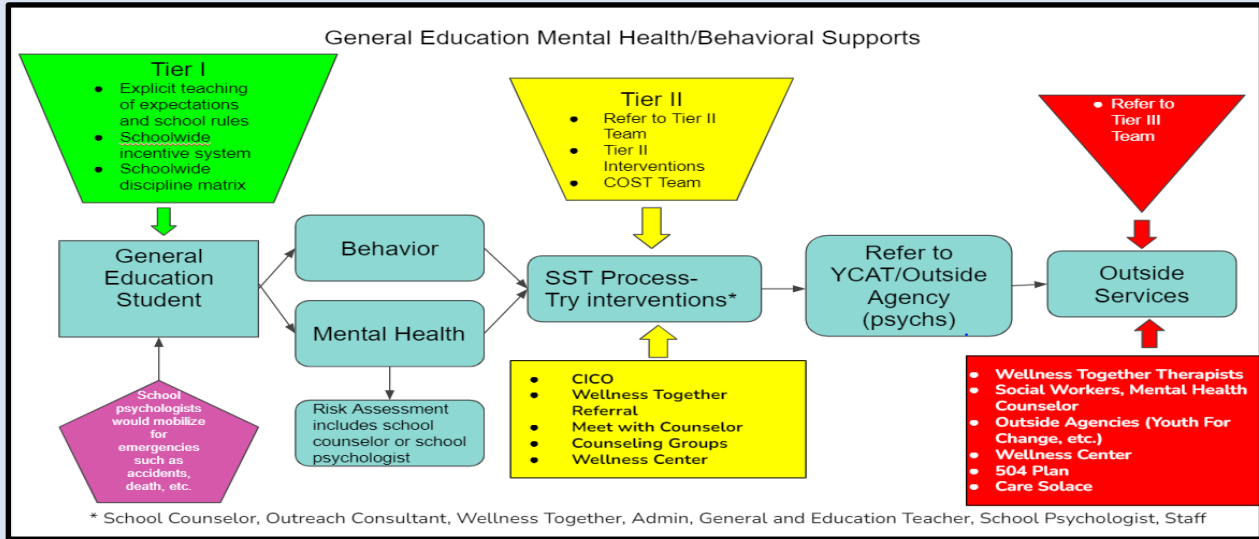 General Education Mental Health/Behavioral Supports
Tier I
● Explicit teaching
of expectations
and school rules
● Schoolwide
incentive system
● Schoolwide
discipline matrix
Tier II
● Refer to Tier II
Team
● Tier II
Interventions
● COST Team
● Refer to
Tier III
Team
General
Education
Student
Behavior
Mental Health
SST Process-
Try interventions*
Refer to
YCAT/Outside
Agency
(psychs)
Outside
Services
School
psychologists
would mobilize
for
emergencies
such as
accidents,
death, etc.
Risk Assessment
includes school
counselor or school
psychologist
● CICO
● Wellness Together
Referral
● Meet with Counselor
● Counseling Groups
● Wellness Center
● Wellness Together Therapists
● Social Workers, Mental Health
Counselor
● Outside Agencies (Youth For
Change, etc.)
● Wellness Center
● 504 Plan
● Care Solace
* School Counselor, Outreach Consultant, Wellness Together, Admin, General and Education Teacher, School Psychologist, Staff